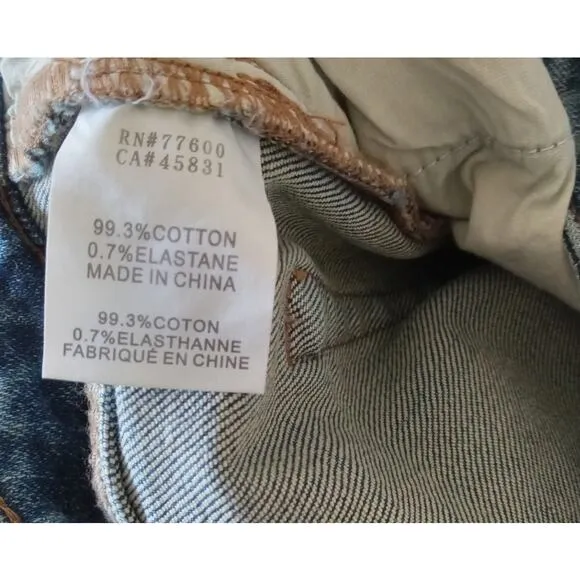 RN#77600
CA#45831
99.3%COTTON
0.7%ELASTANE
MADE IN CHINA
99.3%COTON
0.7%ELASTHANNE
FABRIQUÉ EN CHINE